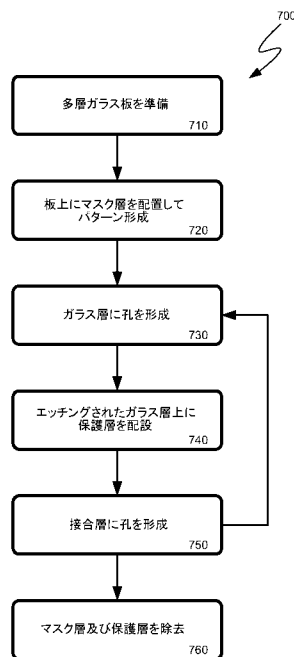 700
多層ガラス板を準備
710
板上にマスク層を配置して
パターン形成
720
ガラス層に孔を形成
730
エッチングされたガラス層上に
保護層を配設
740
接合層に孔を形成
750
マスク層及び保護層を除去
760